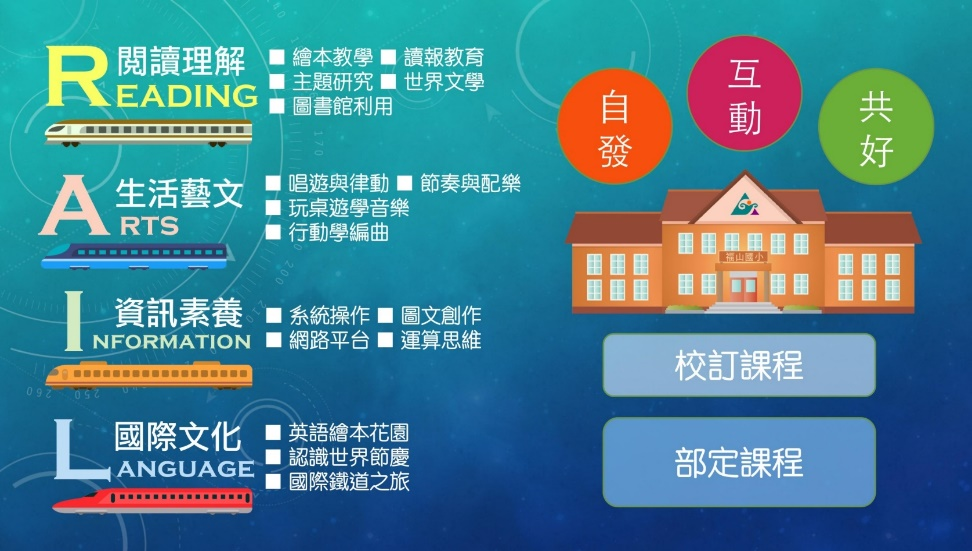 閱讀理解
READING
■ 繪本教學 ■ 讀報教育
■ 主題研究 ■ 世界文學
■ 圖書館利用
生活藝文
ARTS
■ 唱遊與律動 ■ 節奏與配樂
■ 玩桌遊學音樂
■ 行動學編曲
資訊素養
INFORMATION
■ 系統操作 ■ 圖文創作
■ 網路平台 ■ 運算思維
國際文化
LANGUAGE
■ 英語繪本花園
■ 認識世界節慶
■ 國際鐵道之旅
自
發
互
動
共
好
福山國小
校訂課程
部定課程
170
200
210
250
260